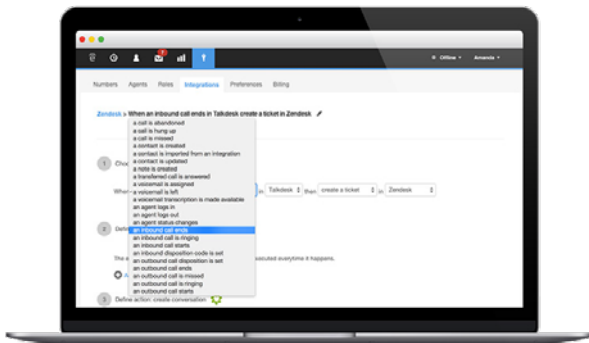 Offline
Amanda
Numbers Agents Roles Integrations Preferences Billing
Zendesk > When an inbound call ends in Talkdesk create a ticket in Zendesk
a call is abandoned
a call is hung up
a call is missed
a contact is created
a contact is imported from an integration
a contact is updated
a note is created
a transferred call is answered
a voicemail is assigned
a voicemail is left
a voicemail transcription is made available
an agent logs in
an agent logs out
an agent status changes
an inbound call ends
an inbound call is ringing
an inbound call starts
an inbound disposition code is set
an outbound call disposition is set
an outbound call ends
an outbound call is missed
an outbound call is ringing
an outbound call starts
1
When in Talkdesk then create a ticket in Zendesk
2
everytime it happens.
3 Define action: create conversation